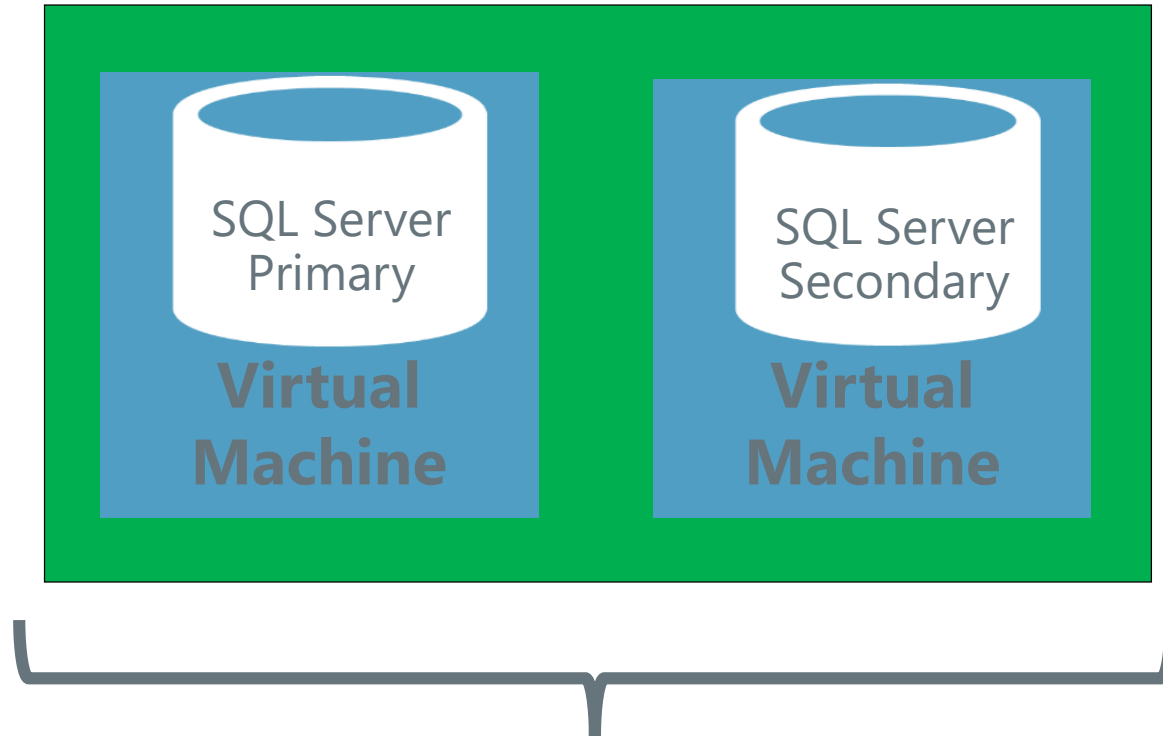 SQL Server
Primary
Virtual
Machine
SQL Server
Secondary
Virtual
Machine